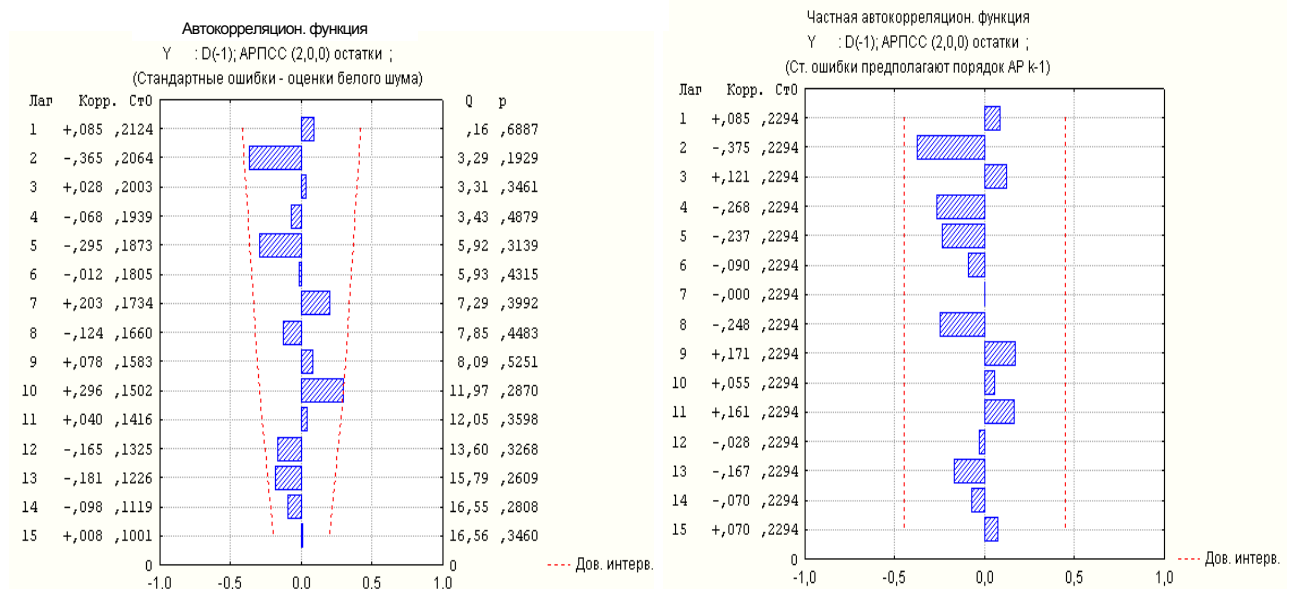 Автокорреляцион. функция
Y : D(-1); АРПСС (2,0,0) остатки ;
(Стандартные ошибки - оценки белого шума)
Лаг Корр. СтО Q p
1 +,085 ,2124 ,16 ,6887
2 -,365 ,2064 3,29 ,1929
3 +,028 ,2003 3,31 ,3461
4 -,068 ,1939 3,43 ,4879
5 -,295 ,1873 5,92 ,3139
6 -,012 ,1805 5,93 ,4315
7 +,203 ,1734 7,29 ,3992
8 -,124 ,1660 7,85 ,4483
9 +,078 ,1583 8,09 ,5251
10 +,296 ,1502 11,97 ,2870
11 +,040 ,1416 12,05 ,3598
12 -,165 ,1325 13,60 ,3268
13 -,181 ,1226 15,79 ,2609
14 -,098 ,1119 16,55 ,2808
15 +,008 ,1001 16,56 ,3460
0 0
-1.0 -0.5 0.0 0.5 1.0
Дов. интерв.
Частная автокорреляцион. функция
Y : D(-1); АРПСС (2,0,0) остатки ;
(Ст. ошибки предполагают порядок АР k-1)
Лаг Корр. СтО
1 +,085 ,2294
2 -,375 ,2294
3 +,121 ,2294
4 -,268 ,2294
5 -,237 ,2294
6 -,090 ,2294
7 -,000 ,2294
8 -,248 ,2294
9 +,171 ,2294
10 +,055 ,2294
11 +,161 ,2294
12 -,028 ,2294
13 -,167 ,2294
14 -,070 ,2294
15 +,070 ,2294
0
-1,0 -0,5 0,0 0,5 1,0
Дов. интерв.